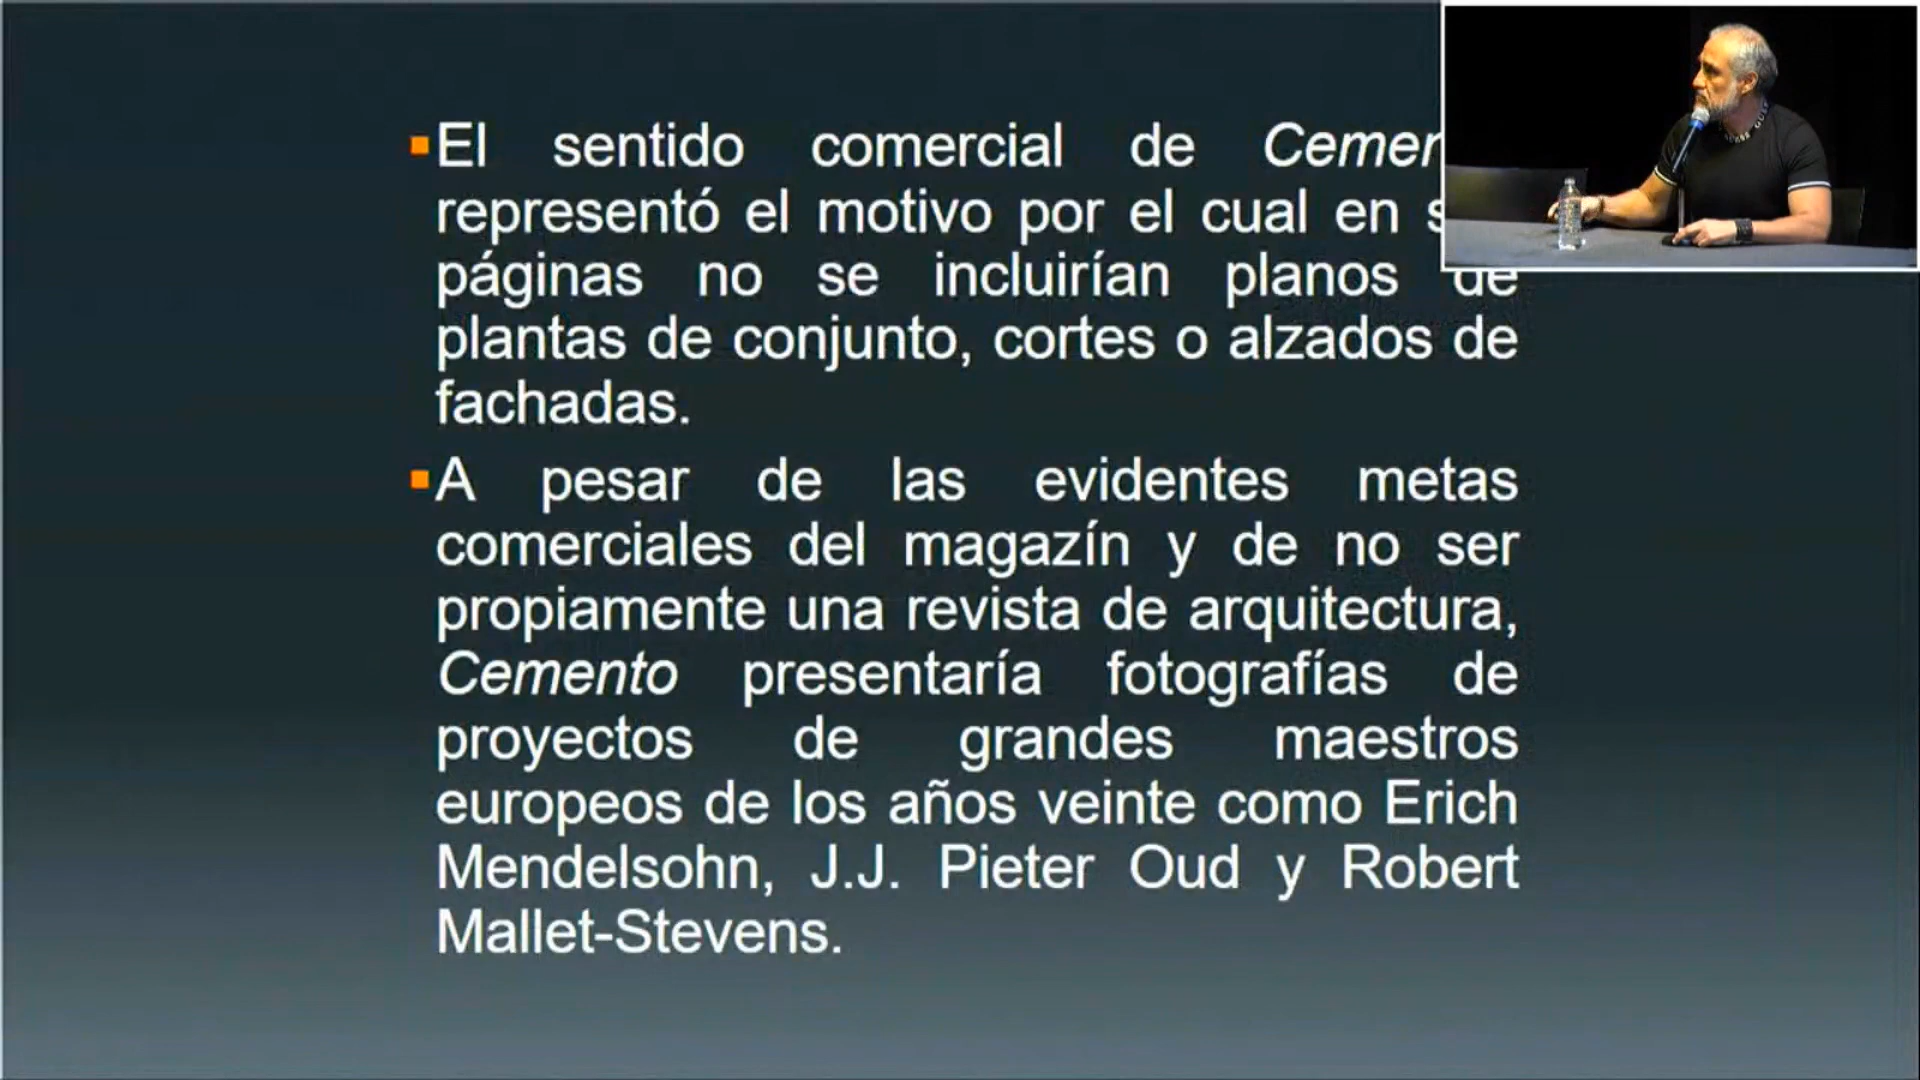 El sentido comercial de
representó el motivo por el cual en
páginas no se incluirían planos de
plantas de conjunto, cortes o alzados de
fachadas.
A pesar de las evidentes metas
comerciales del magazín y de no ser
propiamente una revista de arquitectura,
Cemento presentaría fotografías de
proyectos de grandes maestros
europeos de los años veinte como Erich
Mendelsohn, J.J. Pieter Oud y Robert
Mallet-Stevens.